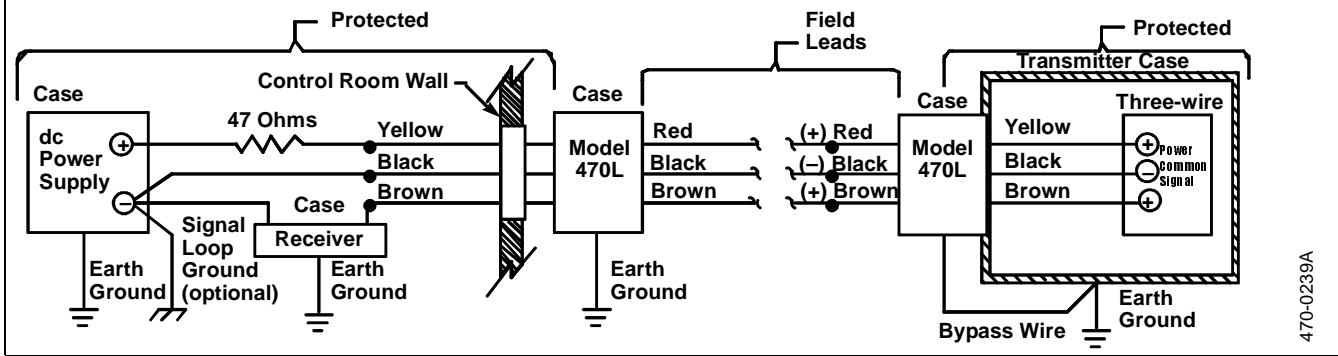 Protected
Field
Leads
Protected
Control Room Wall
Transmitter Case
Case
Case
Case
Three-wire
dc
Power
Supply
+
–
47 Ohms
Yellow
Black
Brown
Model
470L
Red
Black
Brown
(+) Red
(–) Black
(+) Brown
Model
470L
Yellow
Black
Brown
+
–
+
Power
Common
Signal
Case
Receiver
Signal
Loop
Ground
(optional)
Earth
Ground
Earth
Ground
Earth
Ground
Bypass Wire
Earth
Ground
470-0239A